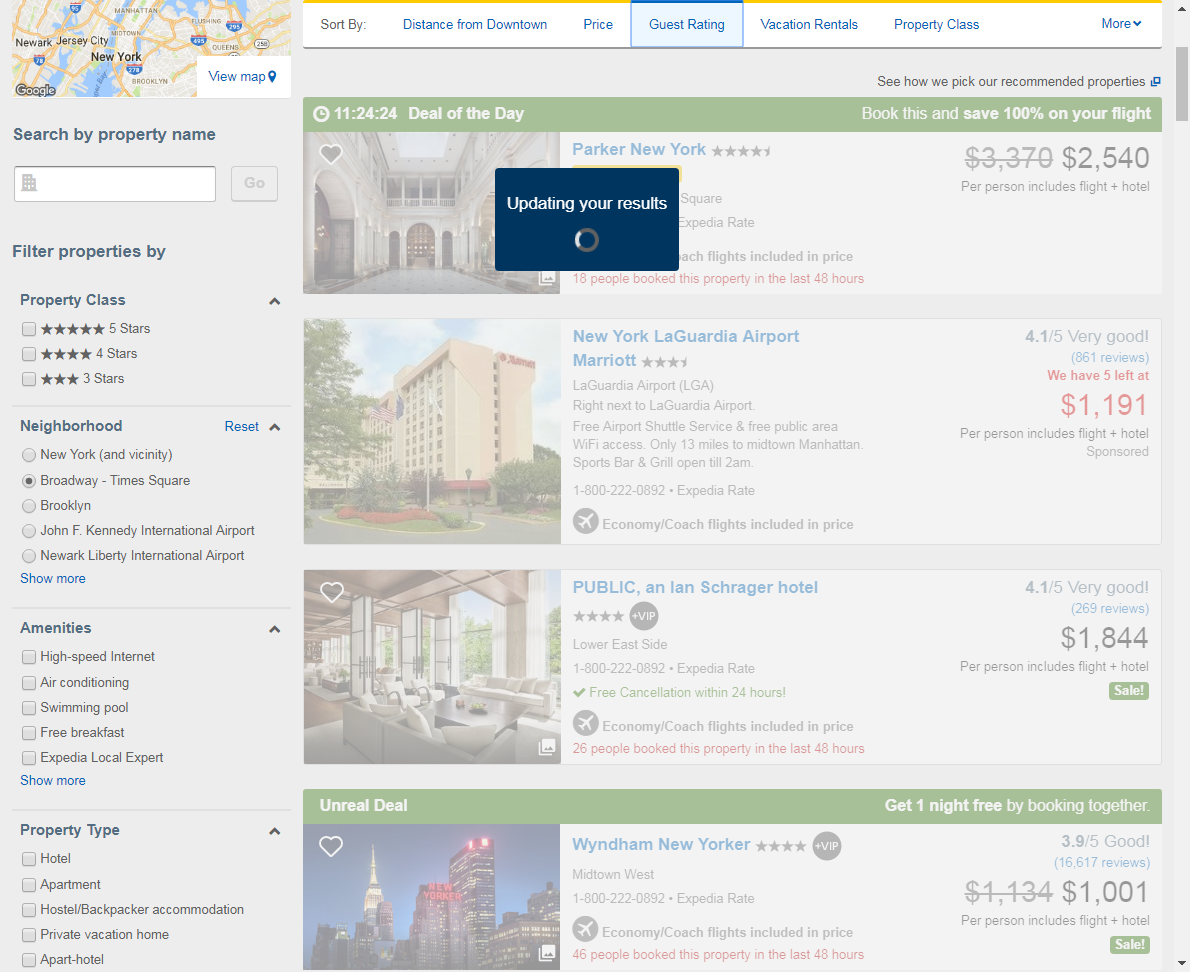 MANHATTAN
FLUSHING
495
295
MIDTOWN
Newark
Jersey City
495
258
QUEENS
New York
78
278
BROOKLYN
Google
View map
Search by property name
Go
Filter properties by
Property Class
5 Stars
4 Stars
3 Stars
Neighborhood
Reset
New York (and vicinity)
Broadway - Times Square
Brooklyn
John F. Kennedy International Airport
Newark Liberty International Airport
Show more
Amenities
High-speed Internet
Air conditioning
Swimming pool
Free breakfast
Expedia Local Expert
Show more
Property Type
Hotel
Apartment
Hostel/Backpacker accommodation
Private vacation home
Apart-hotel
Sort By:
Distance from Downtown
Price
Guest Rating
Vacation Rentals
Property Class
More
See how we pick our recommended properties
11:24:24 Deal of the Day
Book this and save 100% on your flight
Parker New York
$3,370 $2,540
Per person includes flight + hotel
Square
Expedia Rate
ach flights included in price
18 people booked this property in the last 48 hours
Updating your results
New York LaGuardia Airport
Marriott
LaGuardia Airport (LGA)
Right next to LaGuardia Airport.
Free Airport Shuttle Service & free public area
WiFi access. Only 13 miles to midtown Manhattan.
Sports Bar & Grill open till 2am.
1-800-222-0892 • Expedia Rate
Economy/Coach flights included in price
4.1/5 Very good!
(861 reviews)
We have 5 left at
$1,191
Per person includes flight + hotel
Sponsored
PUBLIC, an Ian Schrager hotel
+VIP
Lower East Side
1-800-222-0892 • Expedia Rate
Free Cancellation within 24 hours!
Economy/Coach flights included in price
26 people booked this property in the last 48 hours
4.1/5 Very good!
(269 reviews)
$1,844
Per person includes flight + hotel
Sale!
Unreal Deal
Get 1 night free by booking together.
NEW
YORKER
Wyndham New Yorker
+VIP
Midtown West
1-800-222-0892 • Expedia Rate
Economy/Coach flights included in price
46 people booked this property in the last 48 hours
3.9/5 Good!
(16,617 reviews)
$1,134 $1,001
Per person includes flight + hotel
Sale!